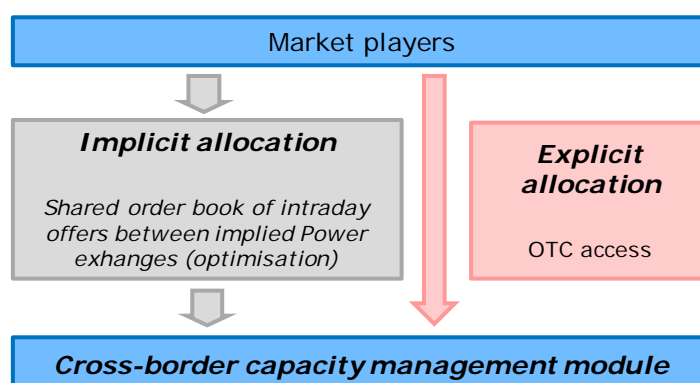 Market players
Implicit allocation
Shared order book of intraday
offers between implied Power
exhanges (optimisation)
Explicit
allocation
OTC access
Cross-border capacity management module